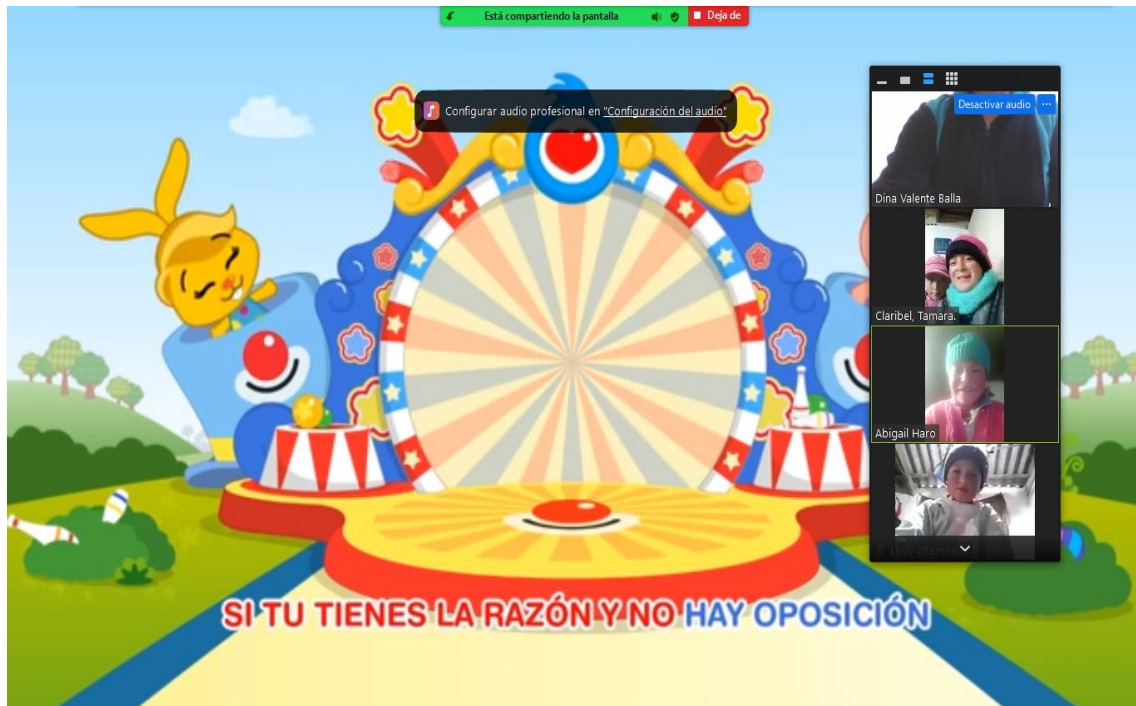 Está compartiendo la pantalla
Deja de
Configurar audio profesional en "Configuración del audio"
Desactivar audio
Dina Valente Balla
Claribel, Tamara.
Abigail Haro
SI TU TIENES LA RAZÓN Y NO HAY OPOSICIÓN